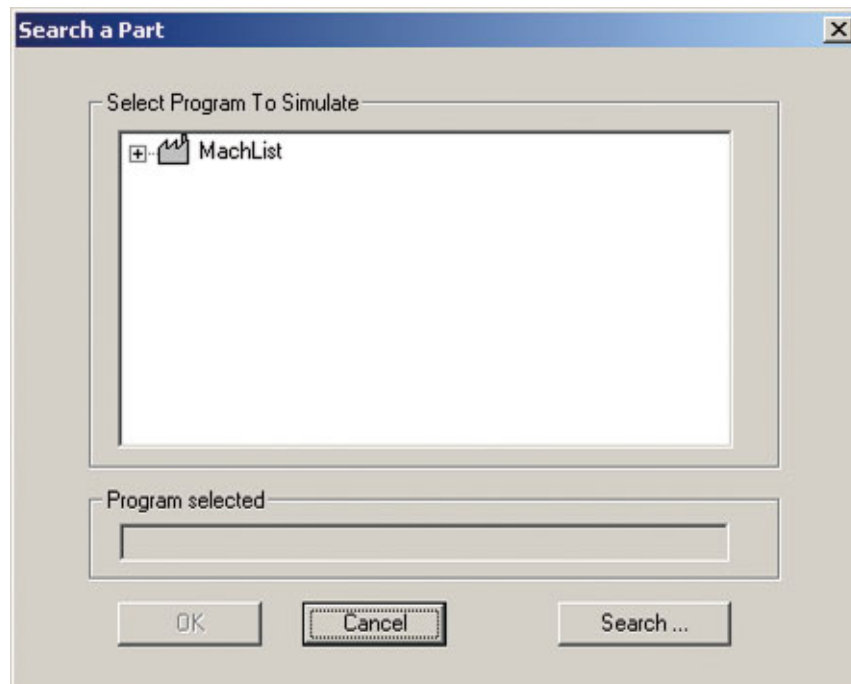 Search a Part
Select Program To Simulate
MachList
Program selected
OK
Cancel
Search ...